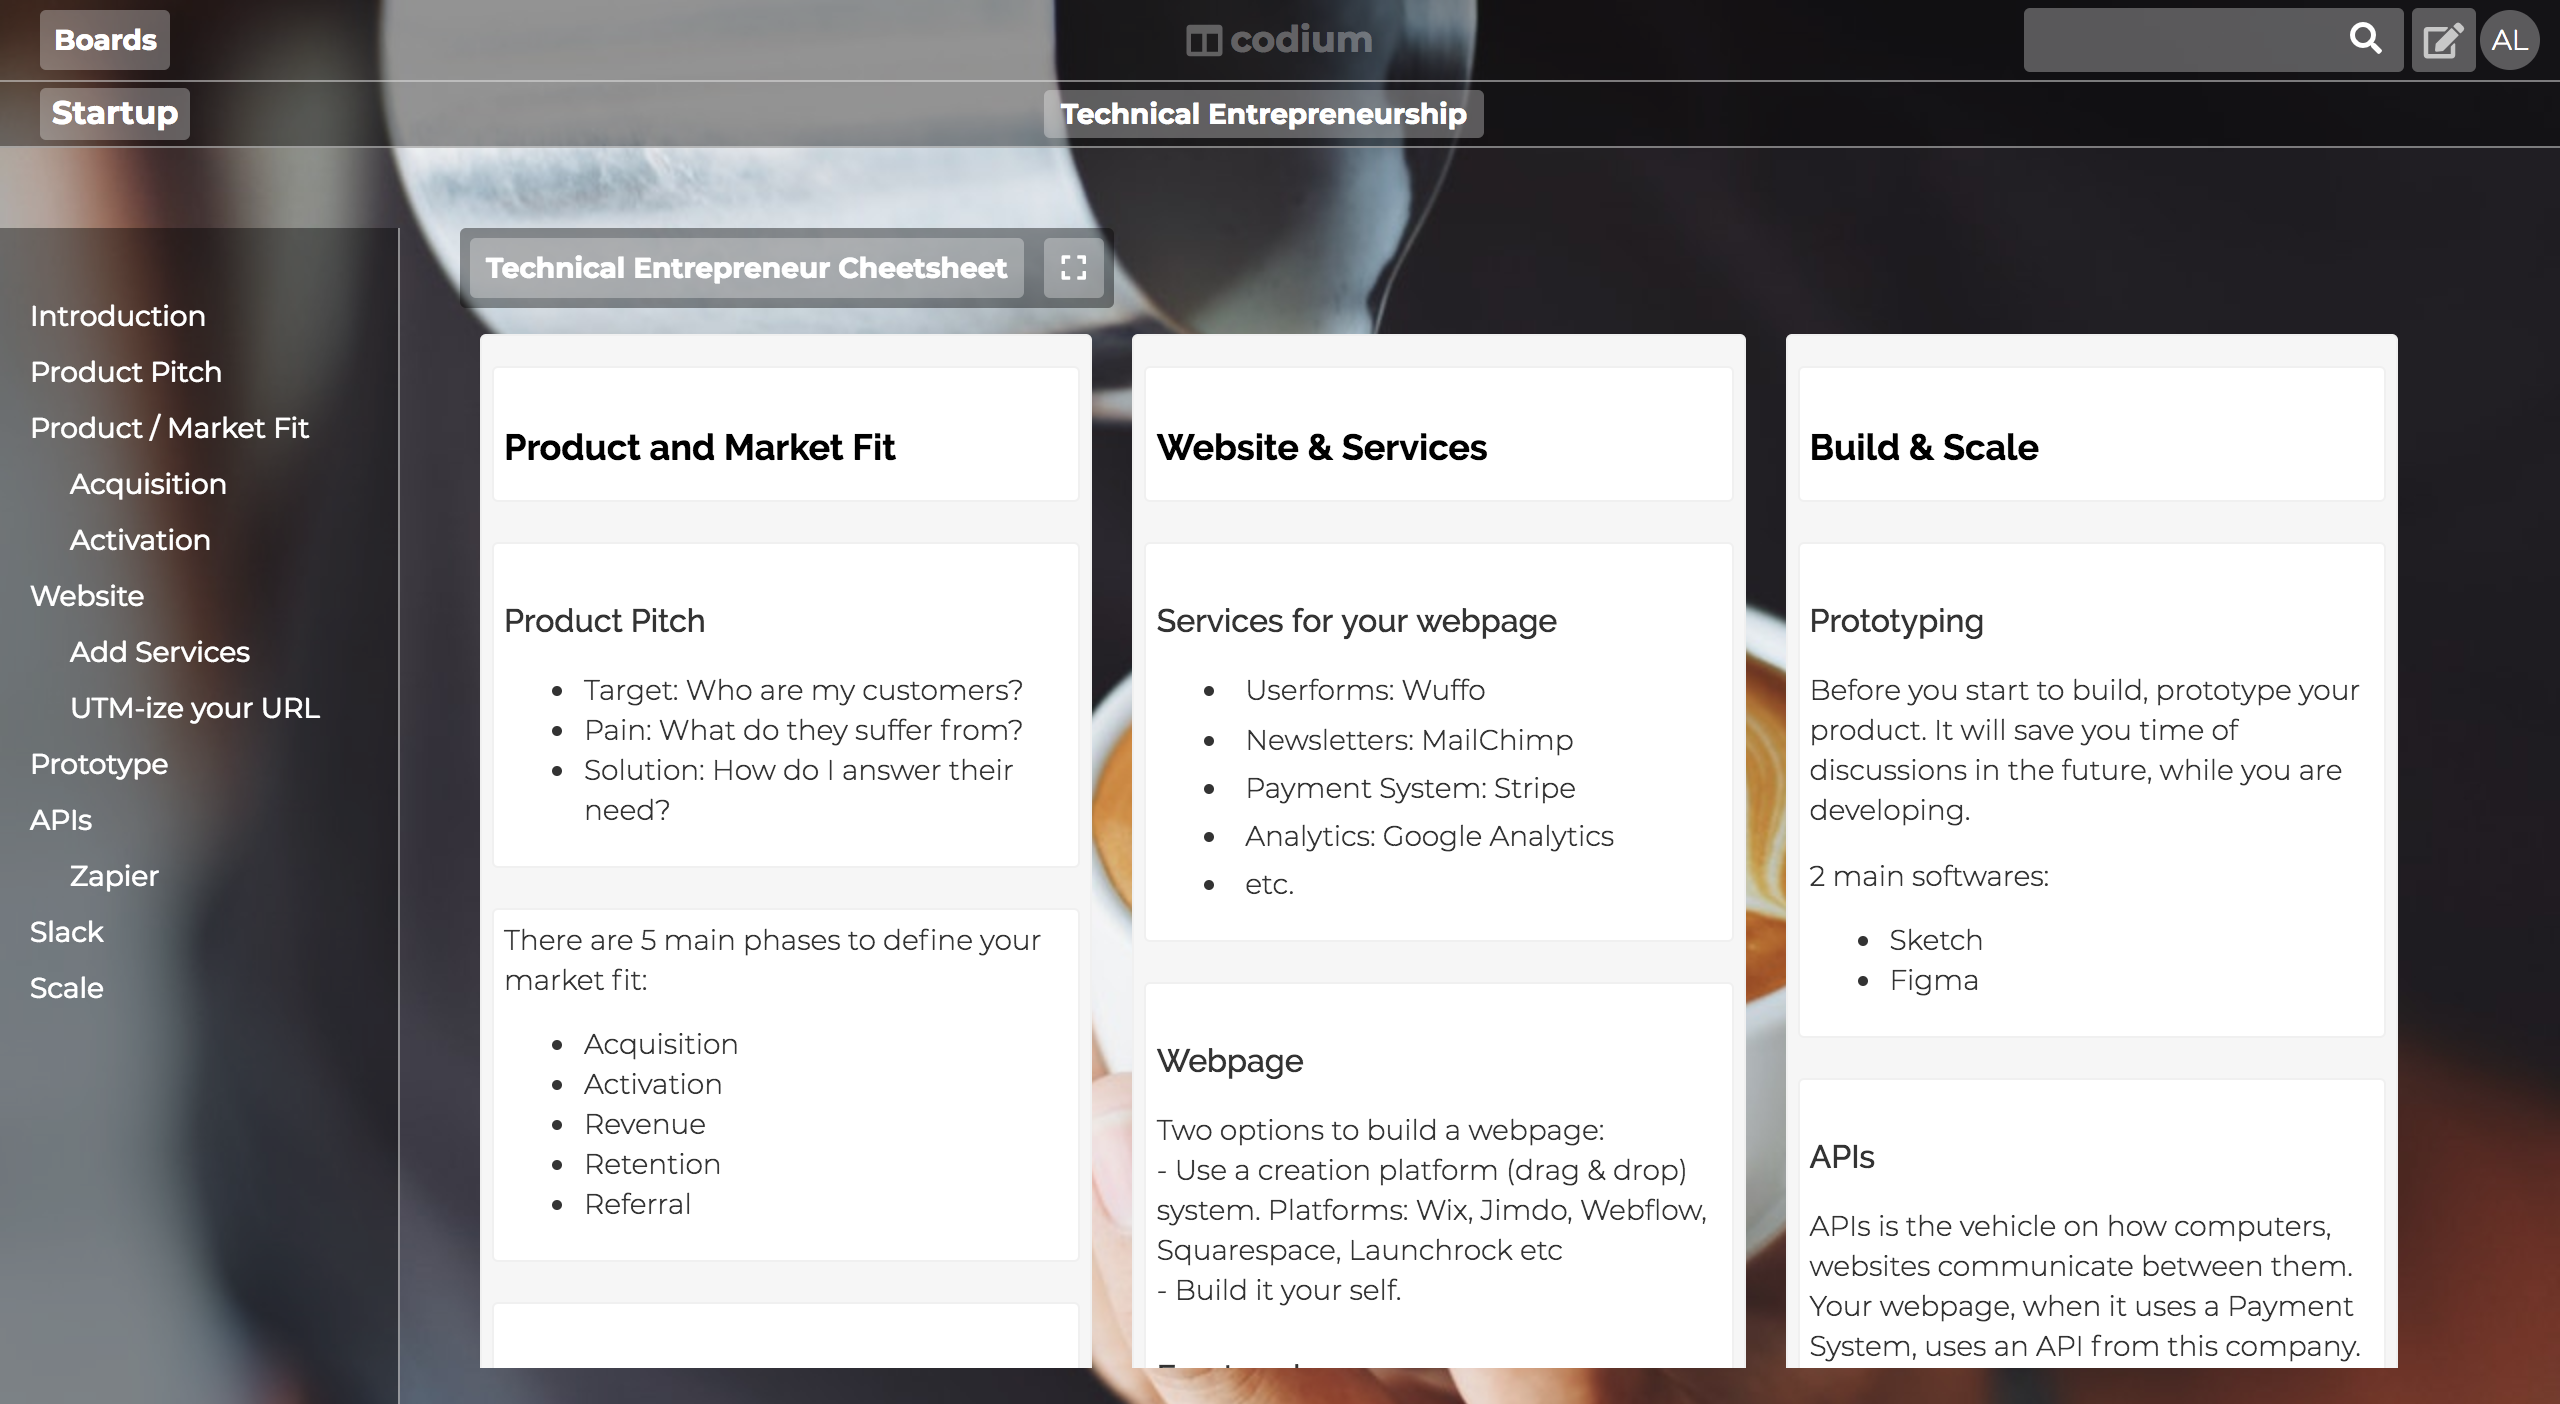 Boards
codium
AL
Startup
Technical Entrepreneurship
Introduction
Product Pitch
Product / Market Fit
Acquisition
Activation
Website
Add Services
UTM-ize your URL
Prototype
APIs
Zapier
Slack
Scale
Technical Entrepreneur Cheetsheet
Product and Market Fit
Product Pitch
• Target: Who are my customers?
• Pain: What do they suffer from?
• Solution: How do I answer their
need?
There are 5 main phases to define your
market fit:
• Acquisition
• Activation
• Revenue
• Retention
• Referral
Website & Services
Services for your webpage
• Userforms: Wuffo
• Newsletters: MailChimp
• Payment System: Stripe
• Analytics: Google Analytics
• etc.
Webpage
Two options to build a webpage:
- Use a creation platform (drag & drop)
system. Platforms: Wix, Jimdo, Webflow,
Squarespace, Launchrock etc
- Build it your self.
Build & Scale
Prototyping
Before you start to build, prototype your
product. It will save you time of
discussions in the future, while you are
developing.
2 main softwares:
• Sketch
• Figma
APIs
APIs is the vehicle on how computers,
websites communicate between them.
Your webpage, when it uses a Payment
System, uses an API from this company.